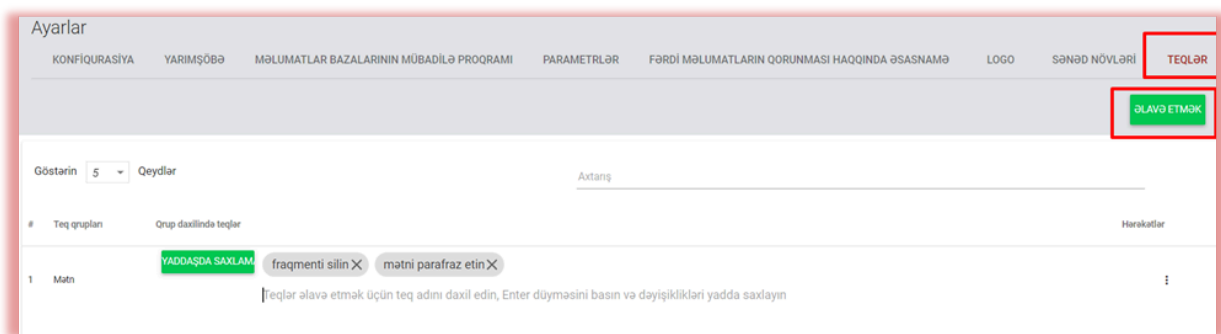 Ayarlar
KONFİQURASİYA YARIMŞÖBƏ MƏLUMATLAR BAZALARININ MÜBADİLƏ PROQRAMI PARAMETRLƏR FƏRDİ MƏLUMATLARIN QORUNMASI HAQQINDA ƏSASNAMƏ LOGO SƏNƏD NÖVLƏRİ TEQLƏR
ƏLAVƏ ETMƏK
Göstərin 5 Qeydlər Axtarış
# Teq qrupları Qrup daxilində teqlər Hərəkətlər
1 Mətn YADDAŞDA SAXLAM fraqmenti silin mətni parafraz etin
Teqlər əlavə etmək üçün teq adını daxil edin, Enter düyməsini basın və dəyişiklikləri yadda saxlayın